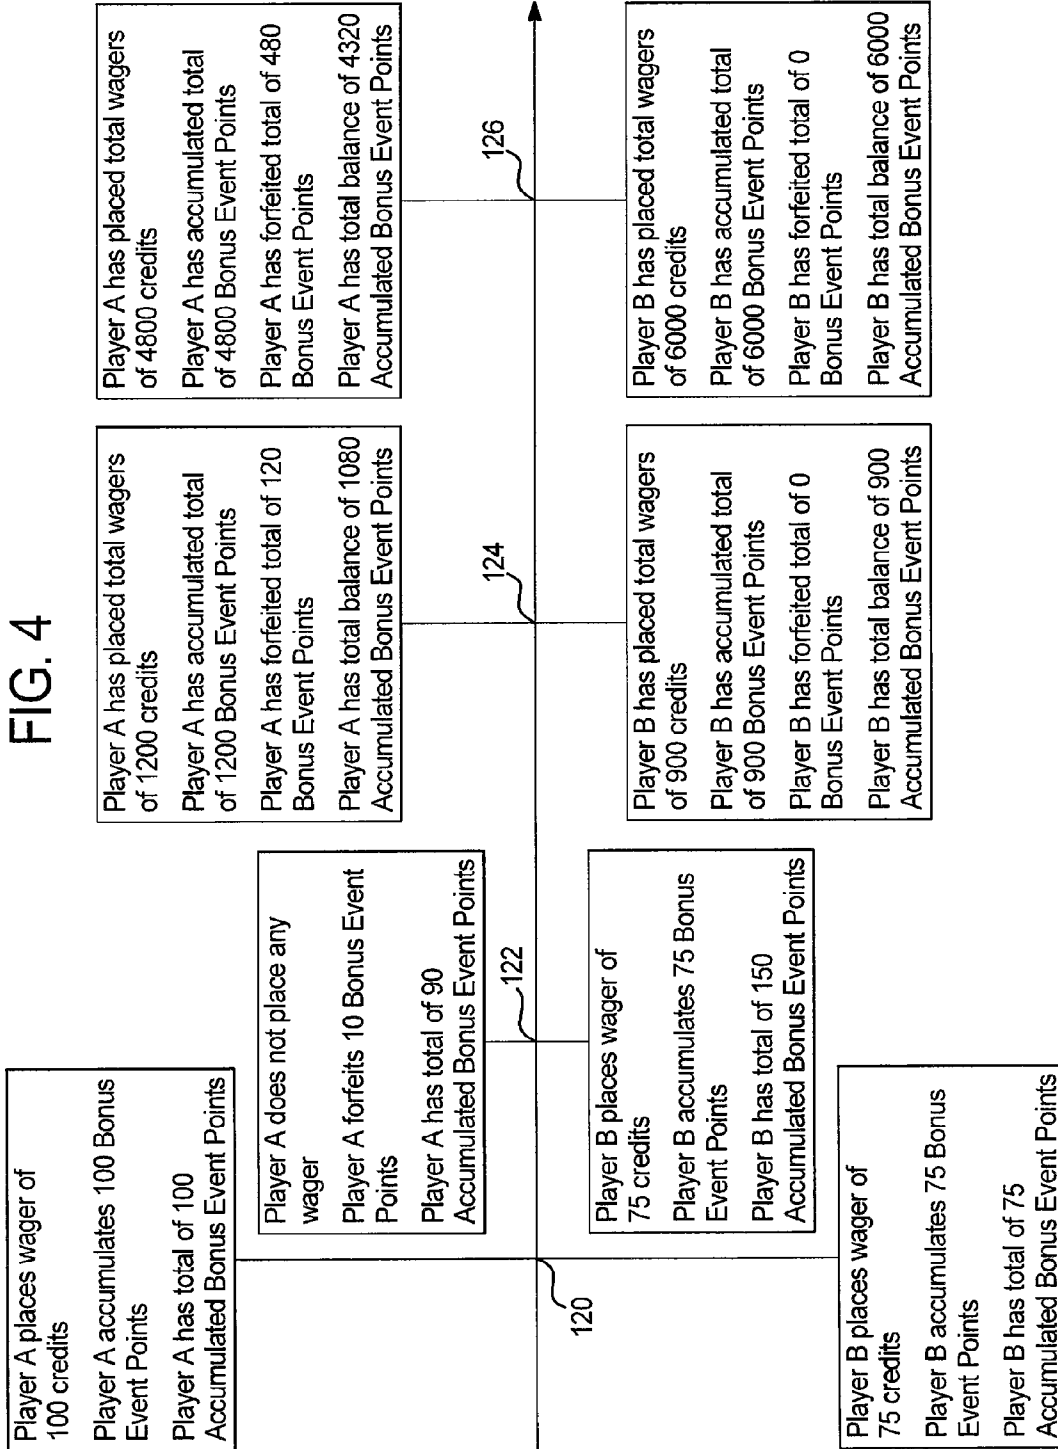 FIG. 4
Player A places wager of
100 credits
Player A accumulates 100 Bonus
Event Points
Player A has total of 100
Accumulated Bonus Event Points
Player A does not place any
wager
Player A forfeits 10 Bonus Event
Points
Player A has total of 90
Accumulated Bonus Event Points
Player A has placed total wagers
of 1200 credits
Player A has accumulated total
of 1200 Bonus Event Points
Player A has forfeited total of 120
Bonus Event Points
Player A has total balance of 1080
Accumulated Bonus Event Points
Player A has placed total wagers
of 4800 credits
Player A has accumulated total
of 4800 Bonus Event Points
Player A has forfeited total of 480
Bonus Event Points
Player A has total balance of 4320
Accumulated Bonus Event Points
120
122
124
126
Player B places wager of
75 credits
Player B accumulates 75 Bonus
Event Points
Player B has total of 75
Accumulated Bonus Event Points
Player B places wager of
75 credits
Player B accumulates 75 Bonus
Event Points
Player B has total of 150
Accumulated Bonus Event Points
Player B has placed total wagers
of 900 credits
Player B has accumulated total
of 900 Bonus Event Points
Player B has forfeited total of 0
Bonus Event Points
Player B has total balance of 900
Accumulated Bonus Event Points
Player B has placed total wagers
of 6000 credits
Player B has accumulated total
of 6000 Bonus Event Points
Player B has forfeited total of 0
Bonus Event Points
Player B has total balance of 6000
Accumulated Bonus Event Points